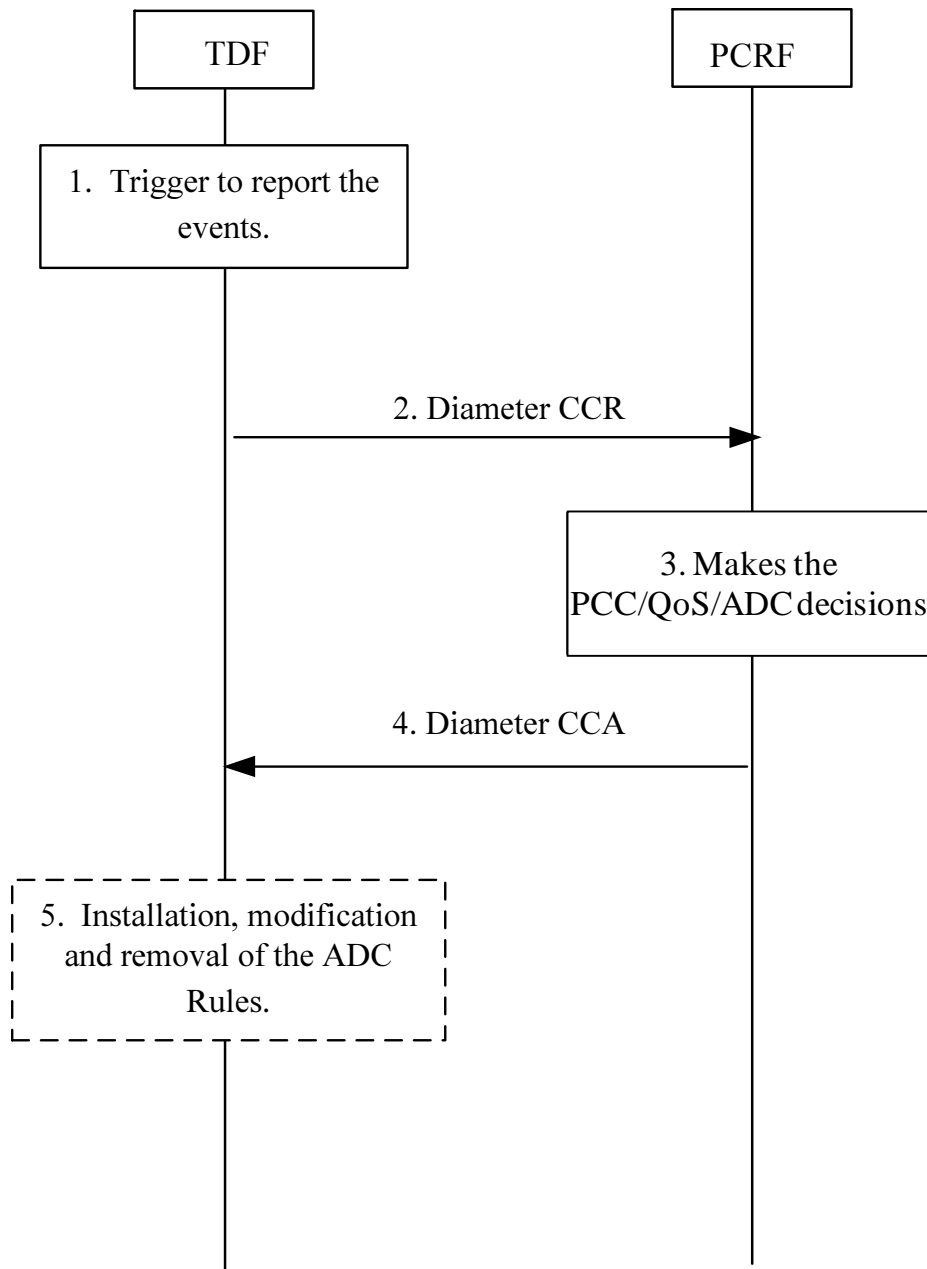 TDF
PCRF
1. Trigger to report the
events.
2. Diameter CCR
3. Makes the
PCC/QoS/ADC decisions
4. Diameter CCA
5. Installation, modification
and removal of the ADC
Rules.